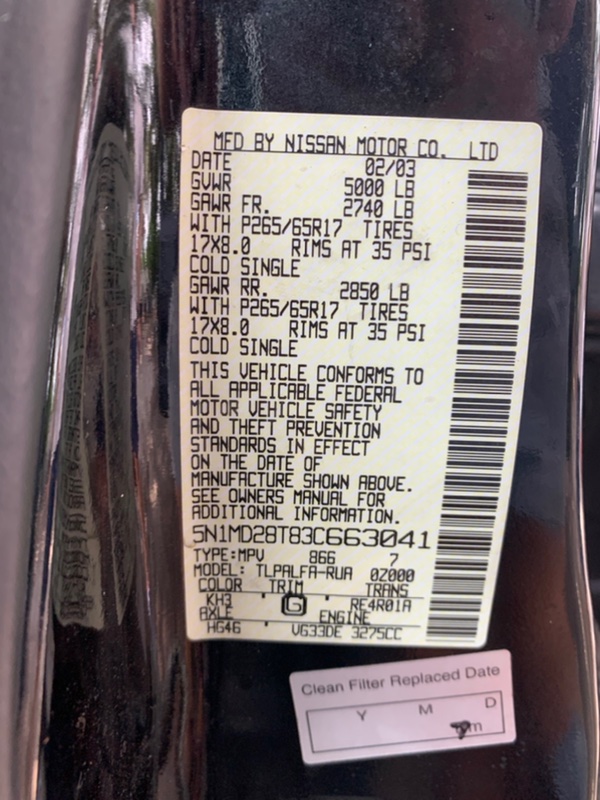 MFD BY NISSAN MOTOR CO. LTD
DATE 02/03
GVWR 5000 LB
GAWR FR. 2740 LB
WITH P265/65R17 TIRES
17X8.0 RIMS AT 35 PSI
COLD SINGLE
GAWR RR. 2850 LB
WITH P265/65R17 TIRES
17X8.0 RIMS AT 35 PSI
COLD SINGLE
THIS VEHICLE CONFORMS TO
ALL APPLICABLE FEDERAL
MOTOR VEHICLE SAFETY
AND THEFT PREVENTION
STANDARDS IN EFFECT
ON THE DATE OF
MANUFACTURE SHOWN ABOVE.
SEE OWNERS MANUAL FOR
ADDITIONAL INFORMATION.
5N1MD28T83C663041
TYPE:MPV 866 7
MODEL: TLPALFA-RUA 0Z000
COLOR TRIM TRANS
KH3 G RE4R01A
AXLE ENGINE
HG46 VG33DE 3275CC
Clean Filter Replaced Date
Y M D